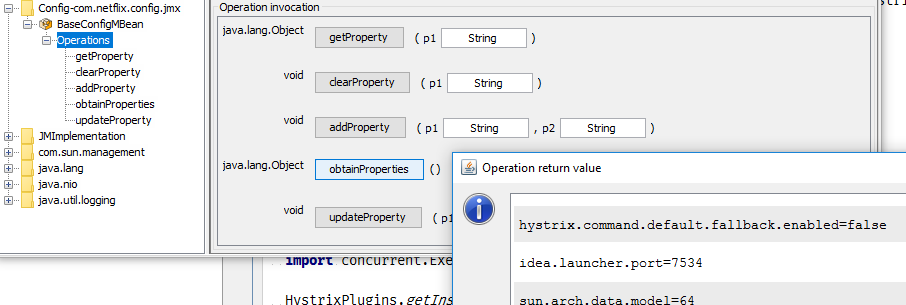 Config-com.netflix.config.jmx
BaseConfigMBean
Operations
getProperty
clearProperty
addProperty
obtainProperties
updateProperty
JMImplementation
com.sun.management
java.lang
java.nio
java.util.logging
Operation invocation
java.lang.Object getProperty ( p1 String )
void clearProperty ( p1 String )
void addProperty ( p1 String , p2 String )
java.lang.Object obtainProperties ()
void updateProperty ( p1
Operation return value
hystrix.command.default.fallback.enabled=false
idea.launcher.port=7534
sun.arch.data.model=64
import concurrent.Exe
HystrixPlugins.getIns